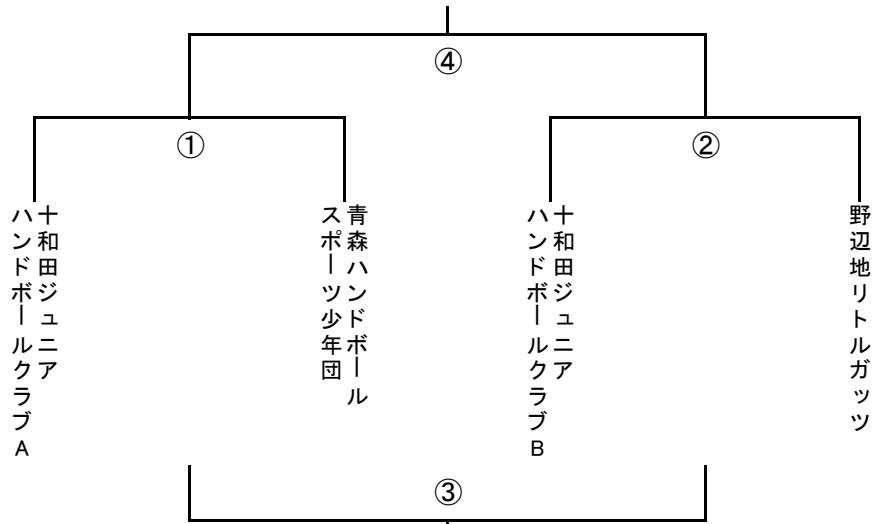 ④
①
②
十和田ジュニア
ハンドボールクラブA
青森ハンドボール
スポーツ少年団
十和田ジュニア
ハンドボールクラブB
野辺地リトルガッツ
③